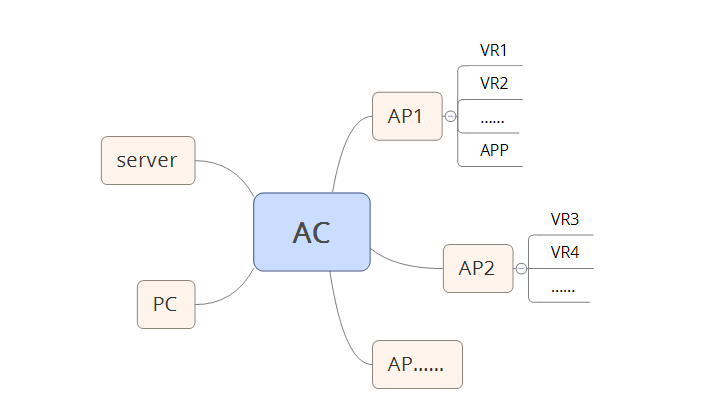 VR1
VR2
AP1
......
APP
server
AC
VR3
VR4
AP2
......
PC
AP......